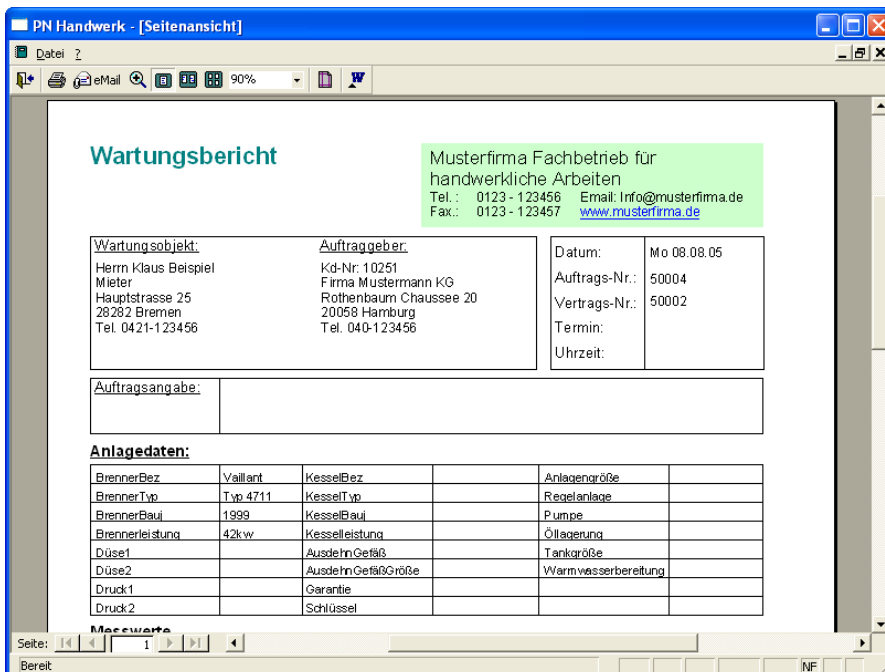 PN Handwerk - [Seitenansicht]
Datei ?
eMail 90%
Wartungsbericht
Musterfirma Fachbetrieb für
handwerkliche Arbeiten
Tel. : 0123 - 123456 Email: Info@musterfirma.de
Fax.: 0123 - 123457 www.musterfirma.de
Wartungsobjekt:
Herrn Klaus Beispiel
Mieter
Hauptstrasse 25
28282 Bremen
Tel. 0421-123456
Auftraggeber:
Kd-Nr: 10251
Firma Mustermann KG
Rothenbaum Chaussee 20
20058 Hamburg
Tel. 040-123456
Datum: Mo 08.08.05
Auftrags-Nr.: 50004
Vertrags-Nr.: 50002
Termin:
Uhrzeit:
Auftragsangabe:
Anlagedaten:
BrennerBez Vaillant KesselBez Anlagengröße
BrennerTyp Typ 4711 KesselTyp Regelanlage
BrennerBauj 1999 KesselBauj Pumpe
Brennerleistung 42kw Kesselleistung Öllagerung
Düse1 AusdehnGefäß Tankgröße
Düse2 AusdehnGefäßGröße Warmwasserbereitung
Druck1 Garantie
Druck2 Schlüssel
Messwerte
Seite: 1
Bereit NF